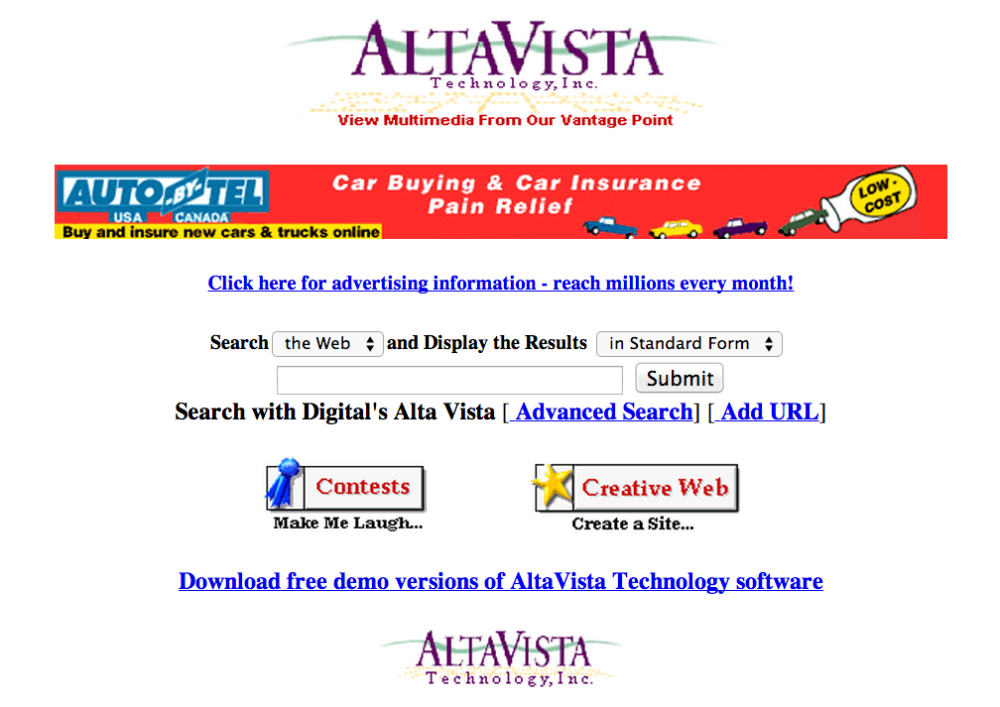 ALTAVISTA
Technology, Inc.
View Multimedia From Our Vantage Point
AUTO-BY-TEL
USA CANADA
Buy and insure new cars & trucks online
Car Buying & Car Insurance
Pain Relief
LOW-
COST
Click here for advertising information - reach millions every month!
Search the Web and Display the Results in Standard Form
Submit
Search with Digital's Alta Vista [ Advanced Search] [ Add URL]
Contests
Make Me Laugh...
Creative Web
Create a Site...
Download free demo versions of AltaVista Technology software
ALTAVISTA
Technology, Inc.